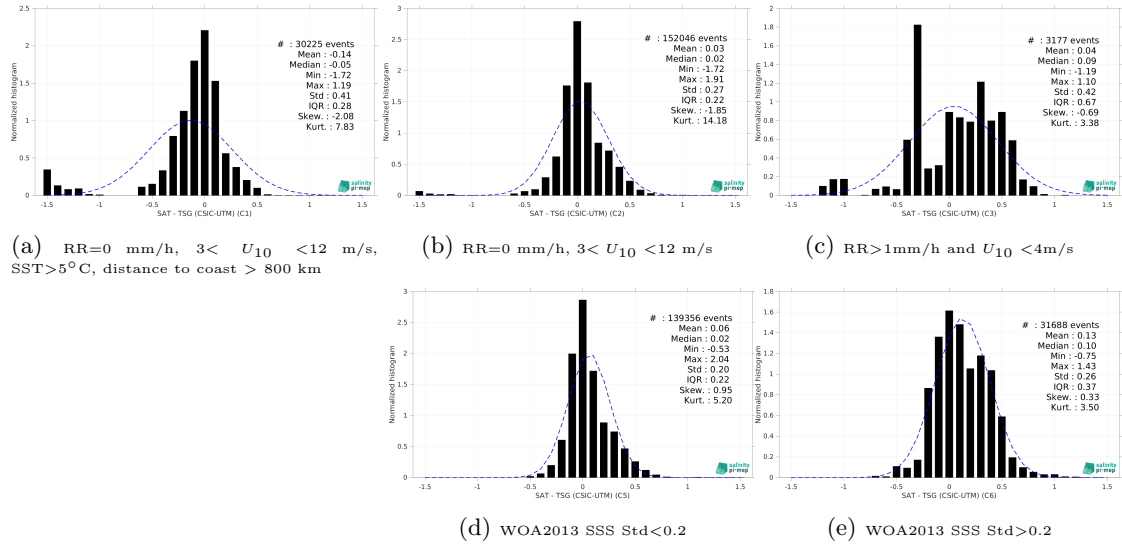 2.5
2
1.5
1
0.5
0
Normalized histogram
# : 30225 events
Mean : -0.14
Median : -0.05
Min : -1.72
Max : 1.19
Std : 0.41
IQR : 0.28
Skew. : -2.08
Kurt. : 7.83
salinity
pi-mep
-1.5 -1 -0.5 0 0.5 1 1.5
SAT - TSG (CSIC-UTM) (C1)
(a) RR=0 mm/h, 3< U10 <12 m/s,
SST>5°C, distance to coast > 800 km
3
2.5
2
1.5
1
0.5
0
Normalized histogram
# : 152046 events
Mean : 0.03
Median : 0.02
Min : -1.72
Max : 1.91
Std : 0.27
IQR : 0.22
Skew. : -1.85
Kurt. : 14.18
salinity
pi-mep
-1.5 -1 -0.5 0 0.5 1 1.5
SAT - TSG (CSIC-UTM) (C2)
(b) RR=0 mm/h, 3< U10 <12 m/s
2
1.8
1.6
1.4
1.2
1
0.8
0.6
0.4
0.2
0
Normalized histogram
# : 3177 events
Mean : 0.04
Median : 0.09
Min : -1.19
Max : 1.10
Std : 0.42
IQR : 0.67
Skew. : -0.69
Kurt. : 3.38
salinity
pi-mep
-1.5 -1 -0.5 0 0.5 1 1.5
SAT - TSG (CSIC-UTM) (C3)
(c) RR>1mm/h and U10 <4m/s
3
2.5
2
1.5
1
0.5
0
Normalized histogram
# : 139356 events
Mean : 0.06
Median : 0.02
Min : -0.53
Max : 2.04
Std : 0.20
IQR : 0.22
Skew. : 0.95
Kurt. : 5.20
salinity
pi-mep
-1.5 -1 -0.5 0 0.5 1 1.5
SAT - TSG (CSIC-UTM) (C5)
(d) WOA2013 SSS Std<0.2
1.8
1.6
1.4
1.2
1
0.8
0.6
0.4
0.2
0
Normalized histogram
# : 31688 events
Mean : 0.13
Median : 0.10
Min : -0.75
Max : 1.43
Std : 0.26
IQR : 0.37
Skew. : 0.33
Kurt. : 3.50
salinity
pi-mep
-1.5 -1 -0.5 0 0.5 1 1.5
SAT - TSG (CSIC-UTM) (C6)
(e) WOA2013 SSS Std>0.2